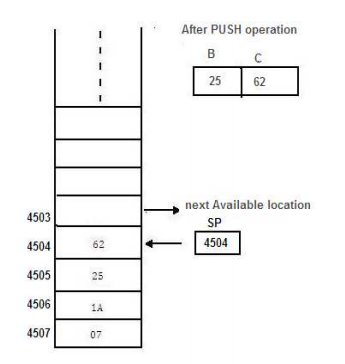 After PUSH operation
B C
25 62
next Available location
4503
SP
4504 62 4504
4505 25
4506 1A
4507 07